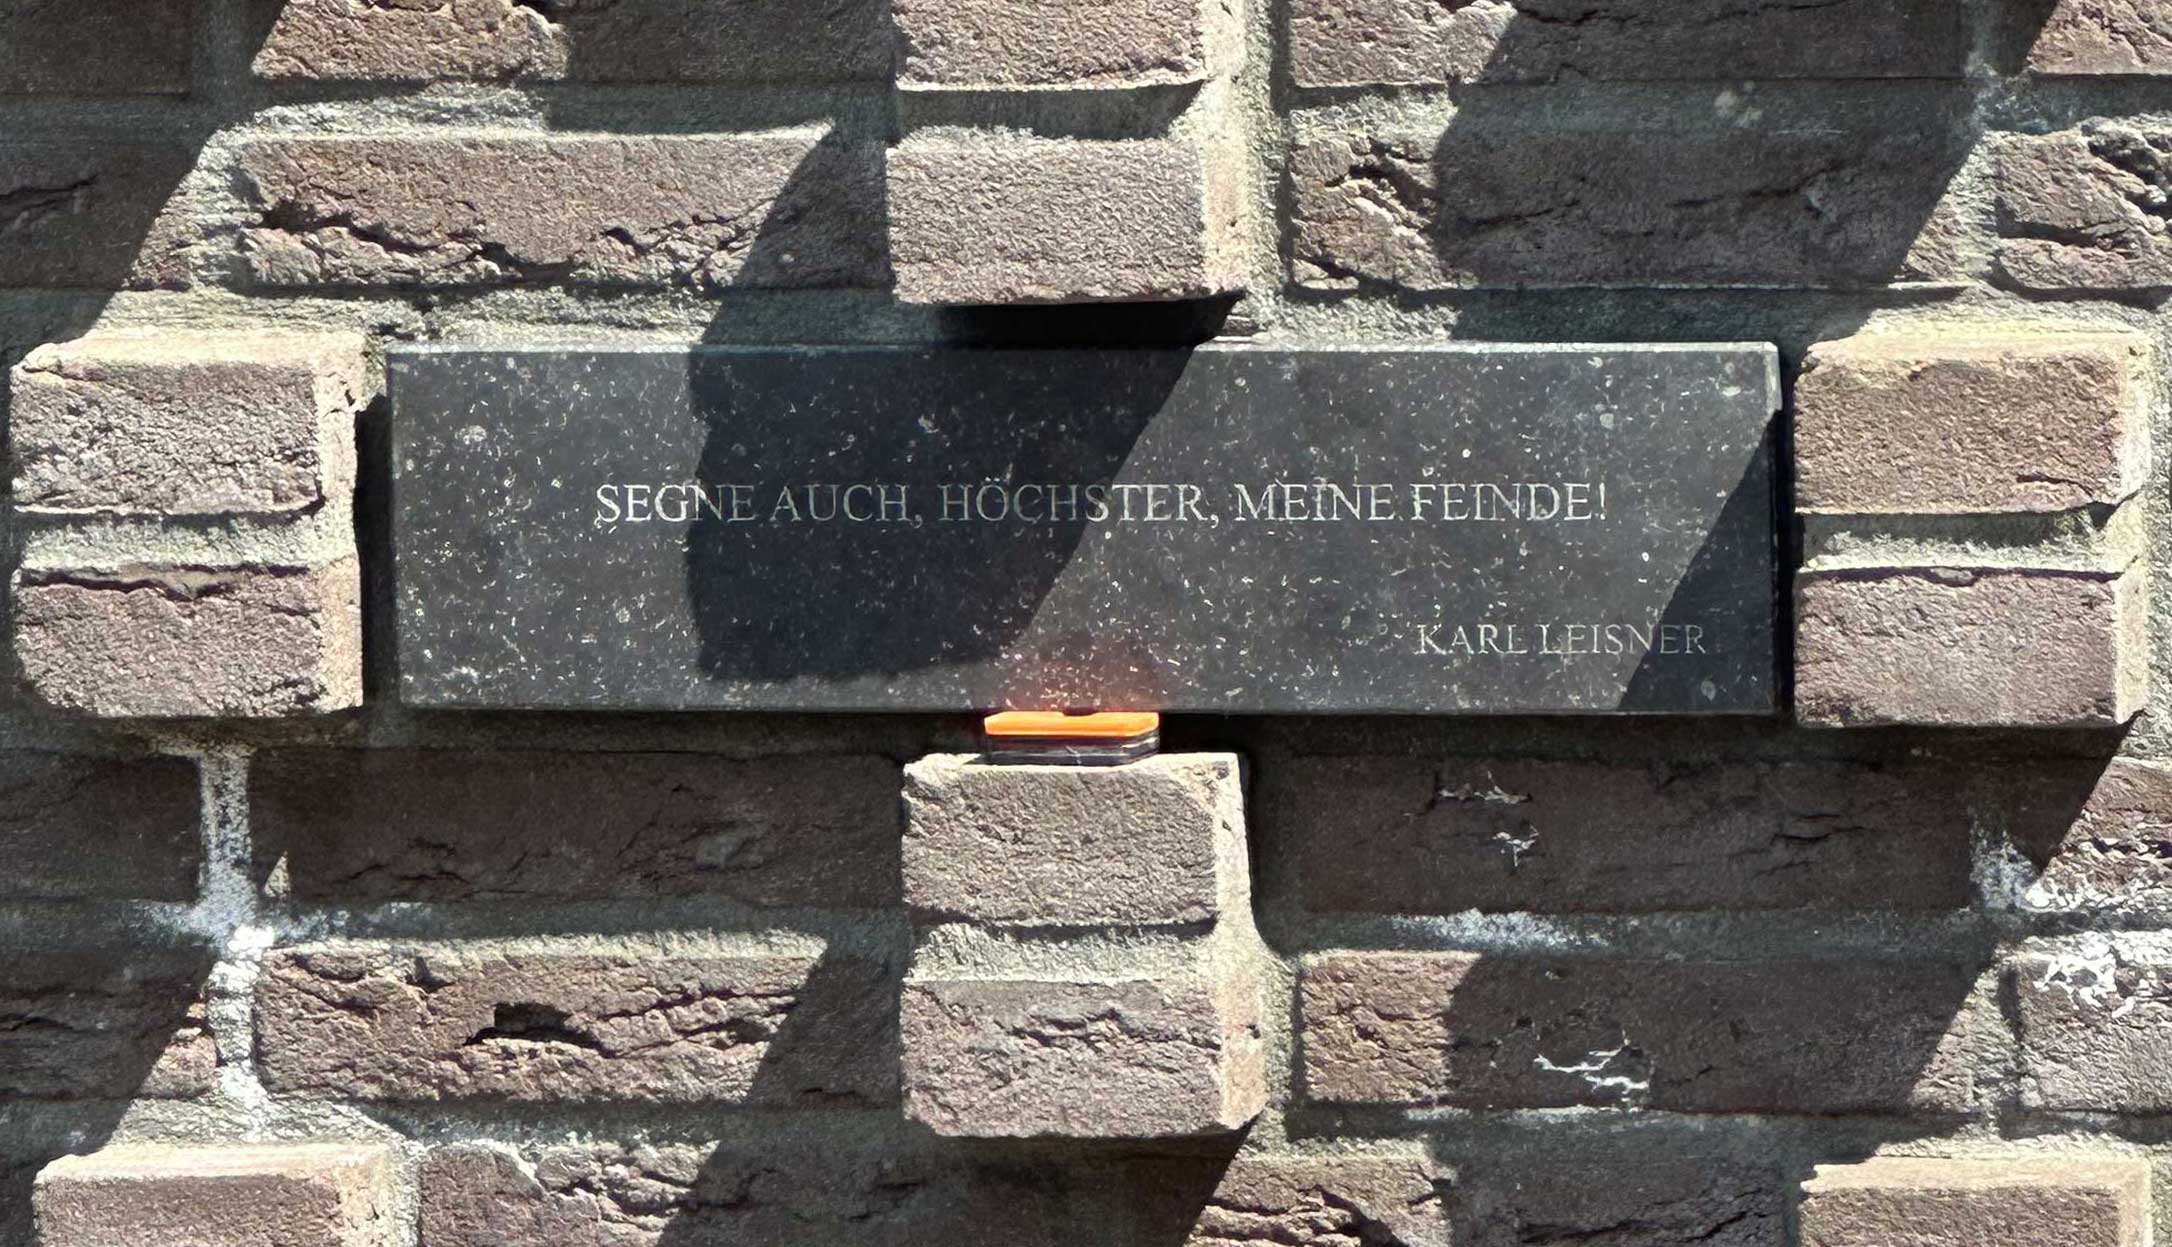 SEGNE AUCH, HÖCHSTER, MEINE FEINDE!
KARL LEISNER